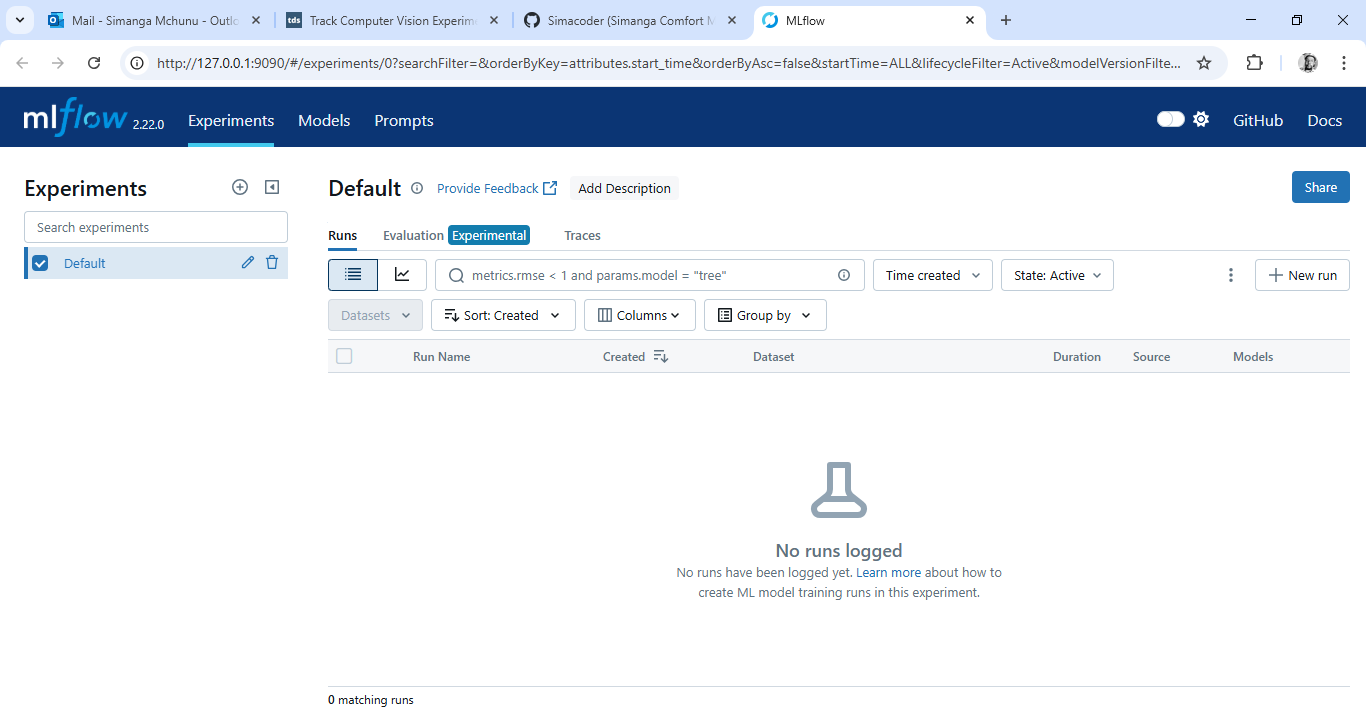 Mail - Simanga Mchunu - Outlo
tds Track Computer Vision Experime
Simacoder (Simanga Comfort M
MLflow
http://127.0.0.1:9090/#/experiments/0?searchFilter=&orderByKey=attributes.start_time&orderByAsc=false&startTime=ALL&lifecycleFilter=Active&modelVersionFilte...
mlflow 2.22.0 Experiments Models Prompts GitHub Docs
Experiments
Search experiments
Default
Default Provide Feedback Add Description Share
Runs Evaluation Experimental Traces
metrics.rmse < 1 and params.model = "tree" Time created State: Active New run
Datasets Sort: Created Columns Group by
Run Name Created Dataset Duration Source Models
No runs logged
No runs have been logged yet. Learn more about how to
create ML model training runs in this experiment.
0 matching runs